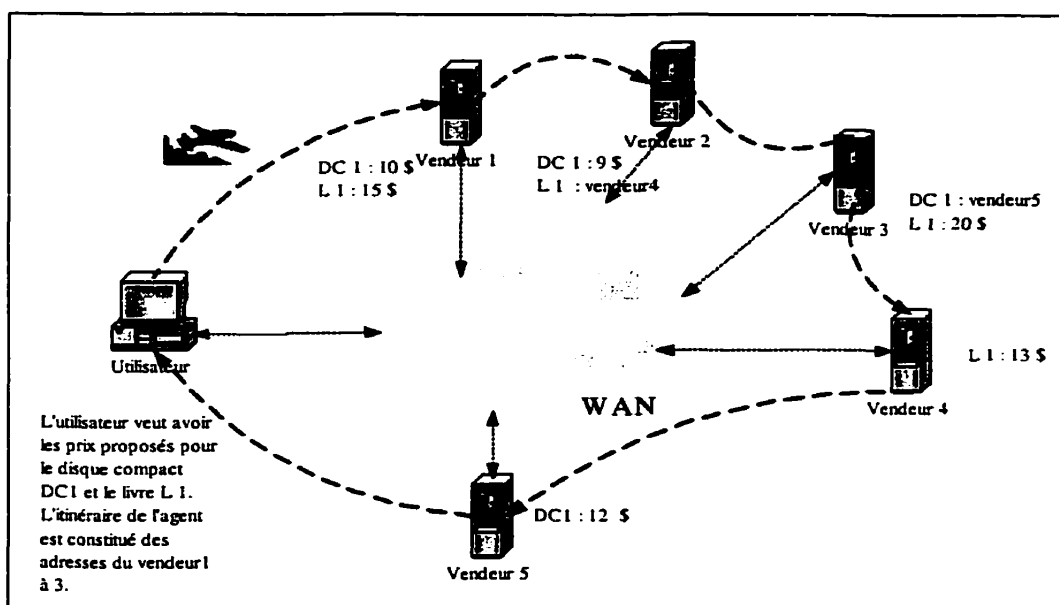 Vendeur 1
DC 1 : 10 $
L 1 : 15 $
Vendeur 2
DC 1 : 9 $
L 1 : vendeur4
Vendeur 3
DC 1 : vendeur5
L 1 : 20 $
Utilisateur
L 1 : 13 $
Vendeur 4
WAN
L'utilisateur veut avoir
les prix proposés pour
le disque compact
DC1 et le livre L 1.
L'itinéraire de l'agent
est constitué des
adresses du vendeur1
à 3.
DC1 : 12 $
Vendeur 5